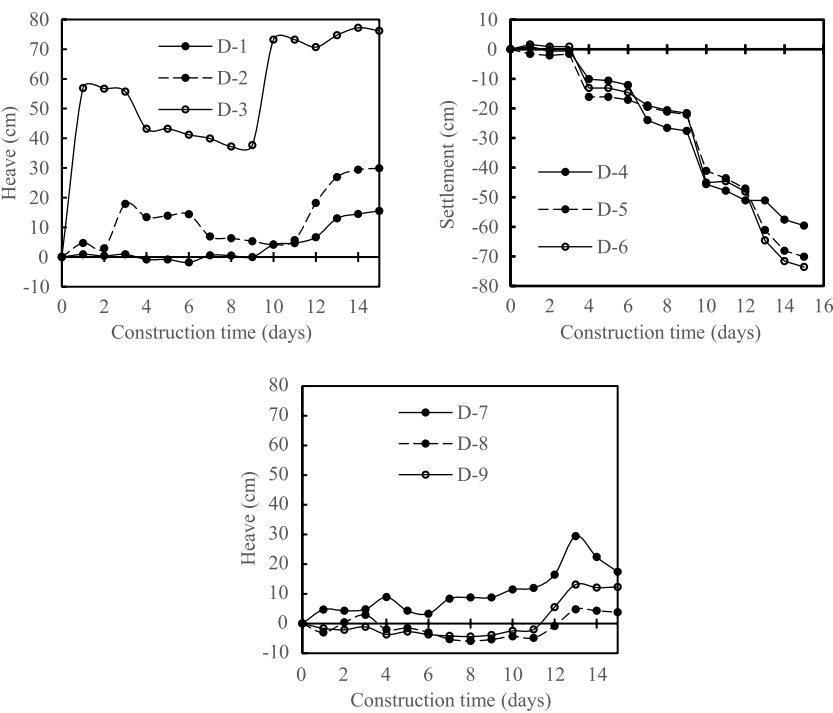 80
70
60
50
40
30
20
10
0
-10
Heave (cm)
D-1
D-2
D-3
0 2 4 6 8 10 12 14
Construction time (days)
10
0
-10
-20
-30
-40
-50
-60
-70
-80
Settlement (cm)
D-4
D-5
D-6
0 2 4 6 8 10 12 14 16
Construction time (days)
80
70
60
50
40
30
20
10
0
-10
Heave (cm)
D-7
D-8
D-9
0 2 4 6 8 10 12 14
Construction time (days)